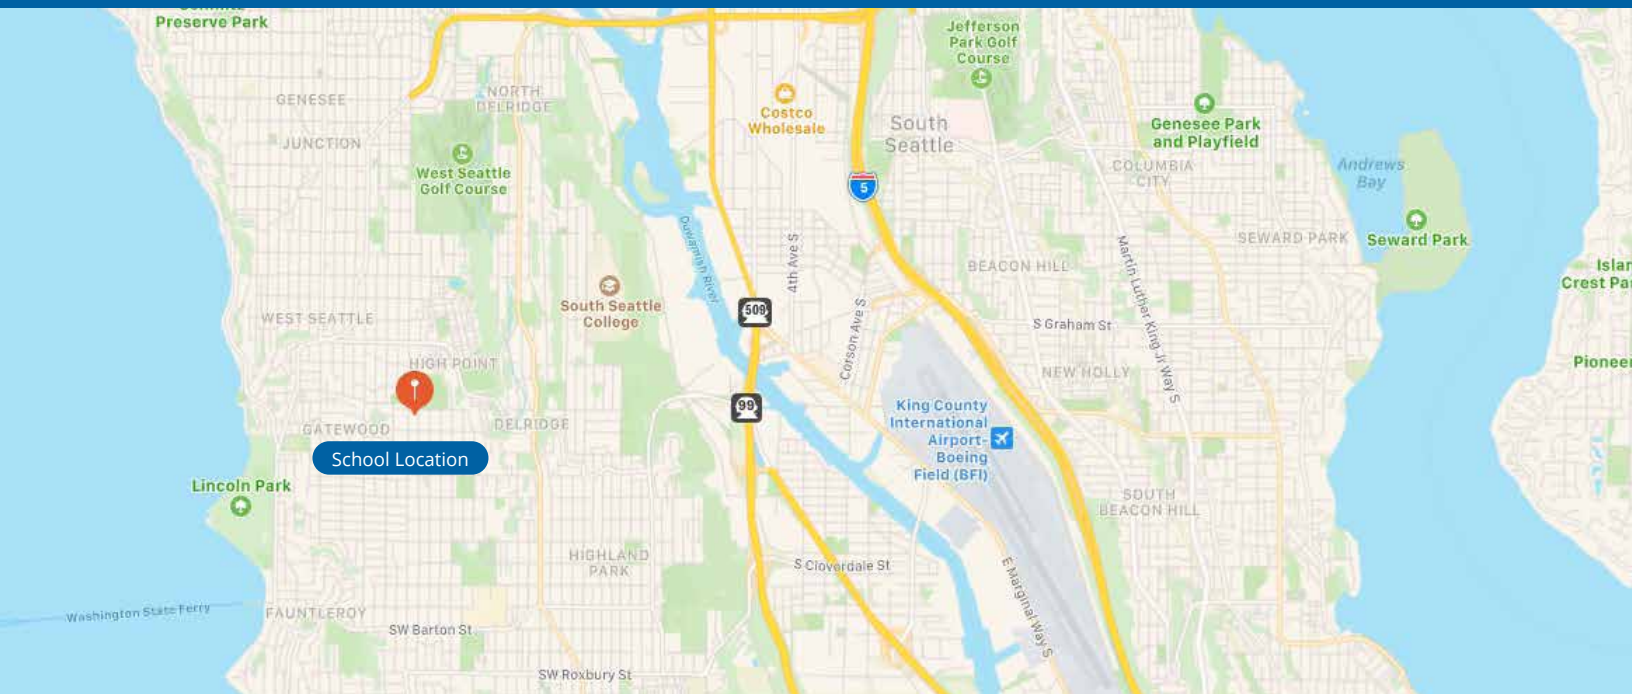 Preserve Park
Jefferson
Park Golf
Course
GENESEE
NORTH
DELRIDGE
Costco
Wholesale
South
Seattle
Genesee Park
and Playfield
JUNCTION
West Seattle
Golf Course
COLUMBIA
CITY
Andrews
Bay
5
Duwamish River
4th Ave S
Martin Luther King Jr Way S
SEWARD PARK
Seward Park
BEACON HILL
South Seattle
College
509
WEST SEATTLE
Corson Ave S
S Graham St
Crest
HIGH POINT
NEW HOLLY
Pioneer
99
King County
International
Airport-
Boeing
Field (BFI)
GATEWOOD
DELRIDGE
School Location
Lincoln Park
SOUTH
BEACON HILL
HIGHLAND
PARK
S Cloverdale St
E Marginal Way S
Washington State Ferry
FAUNTLEROY
SW Barton St
SW Roxbury St